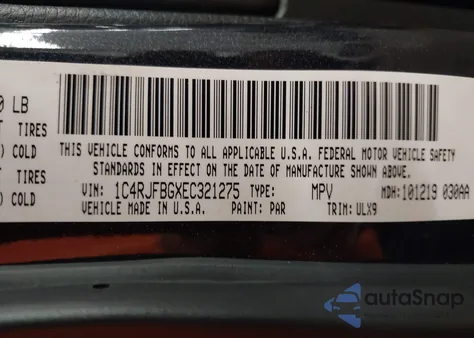 0 LB
T TIRES
) COLD
T TIRES
) COLD
THIS VEHICLE CONFORMS TO ALL APPLICABLE U.S.A. FEDERAL MOTOR VEHICLE SAFETY
STANDARDS IN EFFECT ON THE DATE OF MANUFACTURE SHOWN ABOVE.
VIN: 1C4RJFBGXEC321275 TYPE: MPV MDH: 101219 030AA
VEHICLE MADE IN U.S.A. PAINT: PAR TRIM: ULX9
autoSnap